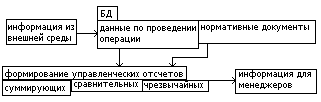 БД
информация из
внешней среды
данные по проведении
операции
нормативные документы
формирование управленческих отсчетов
суммирующих сравнительных чрезвычайных
информация для
менеджеров